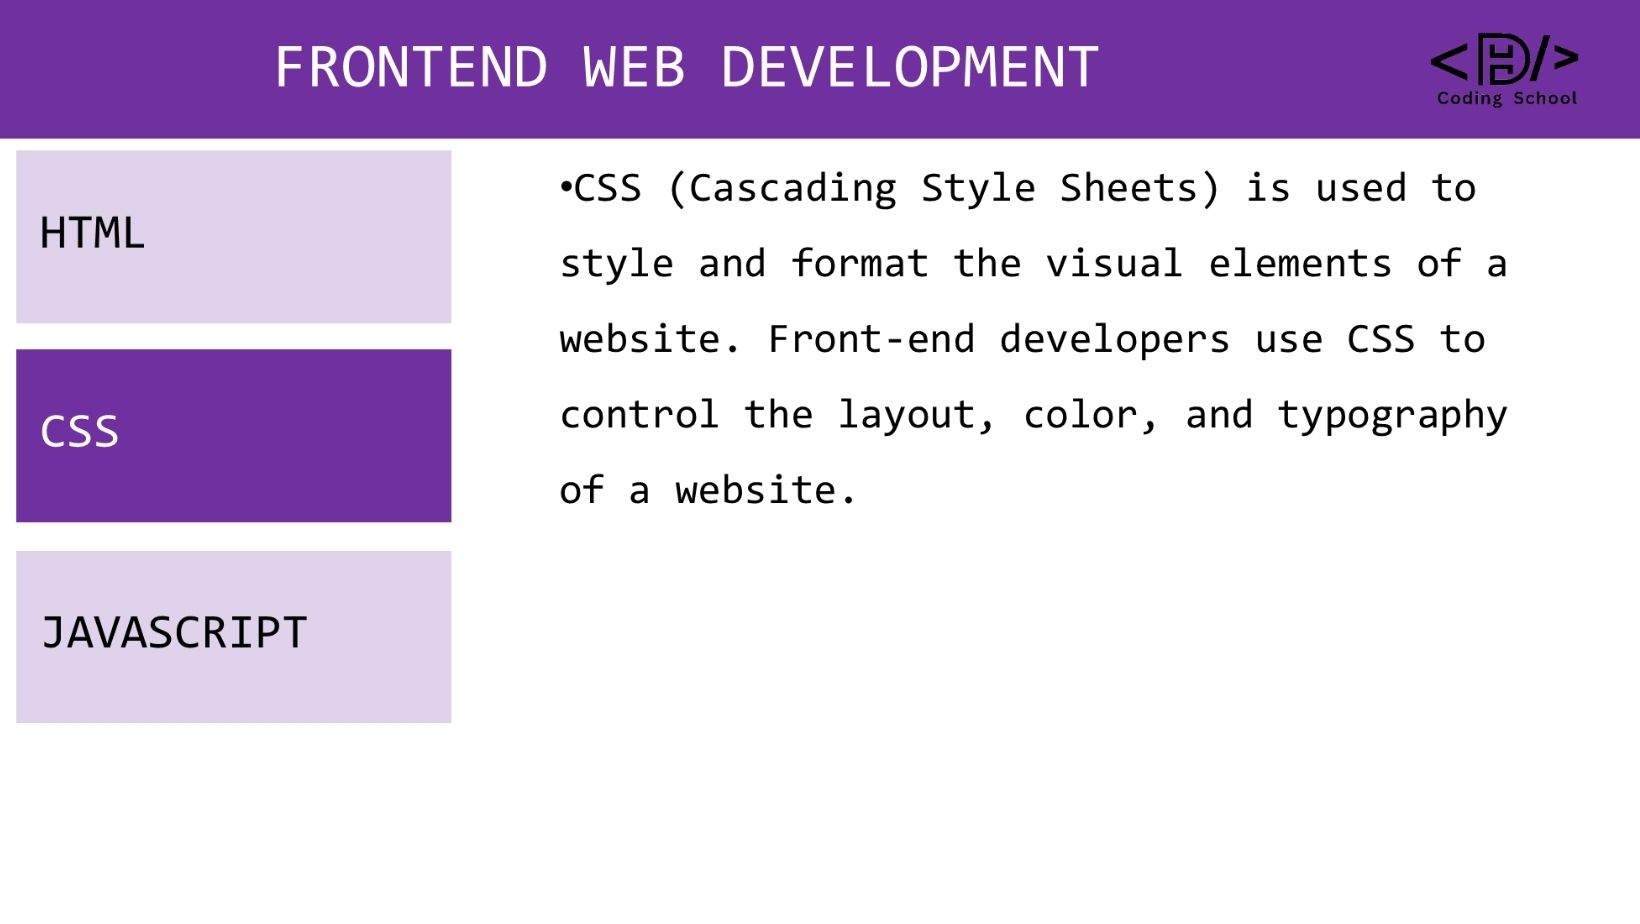 FRONTEND WEB DEVELOPMENT
Coding School
HTML
CSS
JAVASCRIPT
•CSS (Cascading Style Sheets) is used to
style and format the visual elements of a
website. Front-end developers use CSS to
control the layout, color, and typography
of a website.